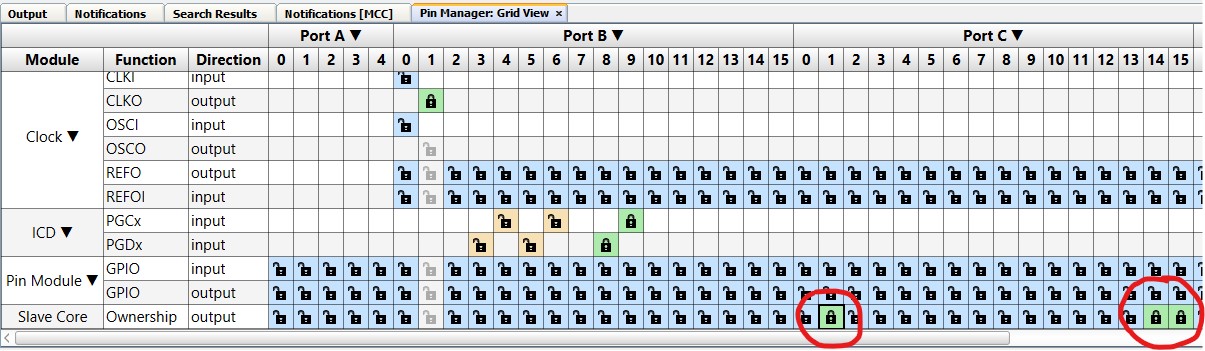 Output Notifications Search Results Notifications [MCC] Pin Manager: Grid View ×
Port A ▼ Port B ▼ Port C ▼
Module Function Direction 0 1 2 3 4 0 1 2 3 4 5 6 7 8 9 10 11 12 13 14 15 0 1 2 3 4 5 6 7 8 9 10 11 12 13 14 15
CLKI input
CLKO output
OSCI input
Clock ▼
OSCO output
REFO output
REFOI input
PGCx input
ICD ▼
PGDx input
GPIO input
Pin Module ▼
GPIO output
Slave Core Ownership output